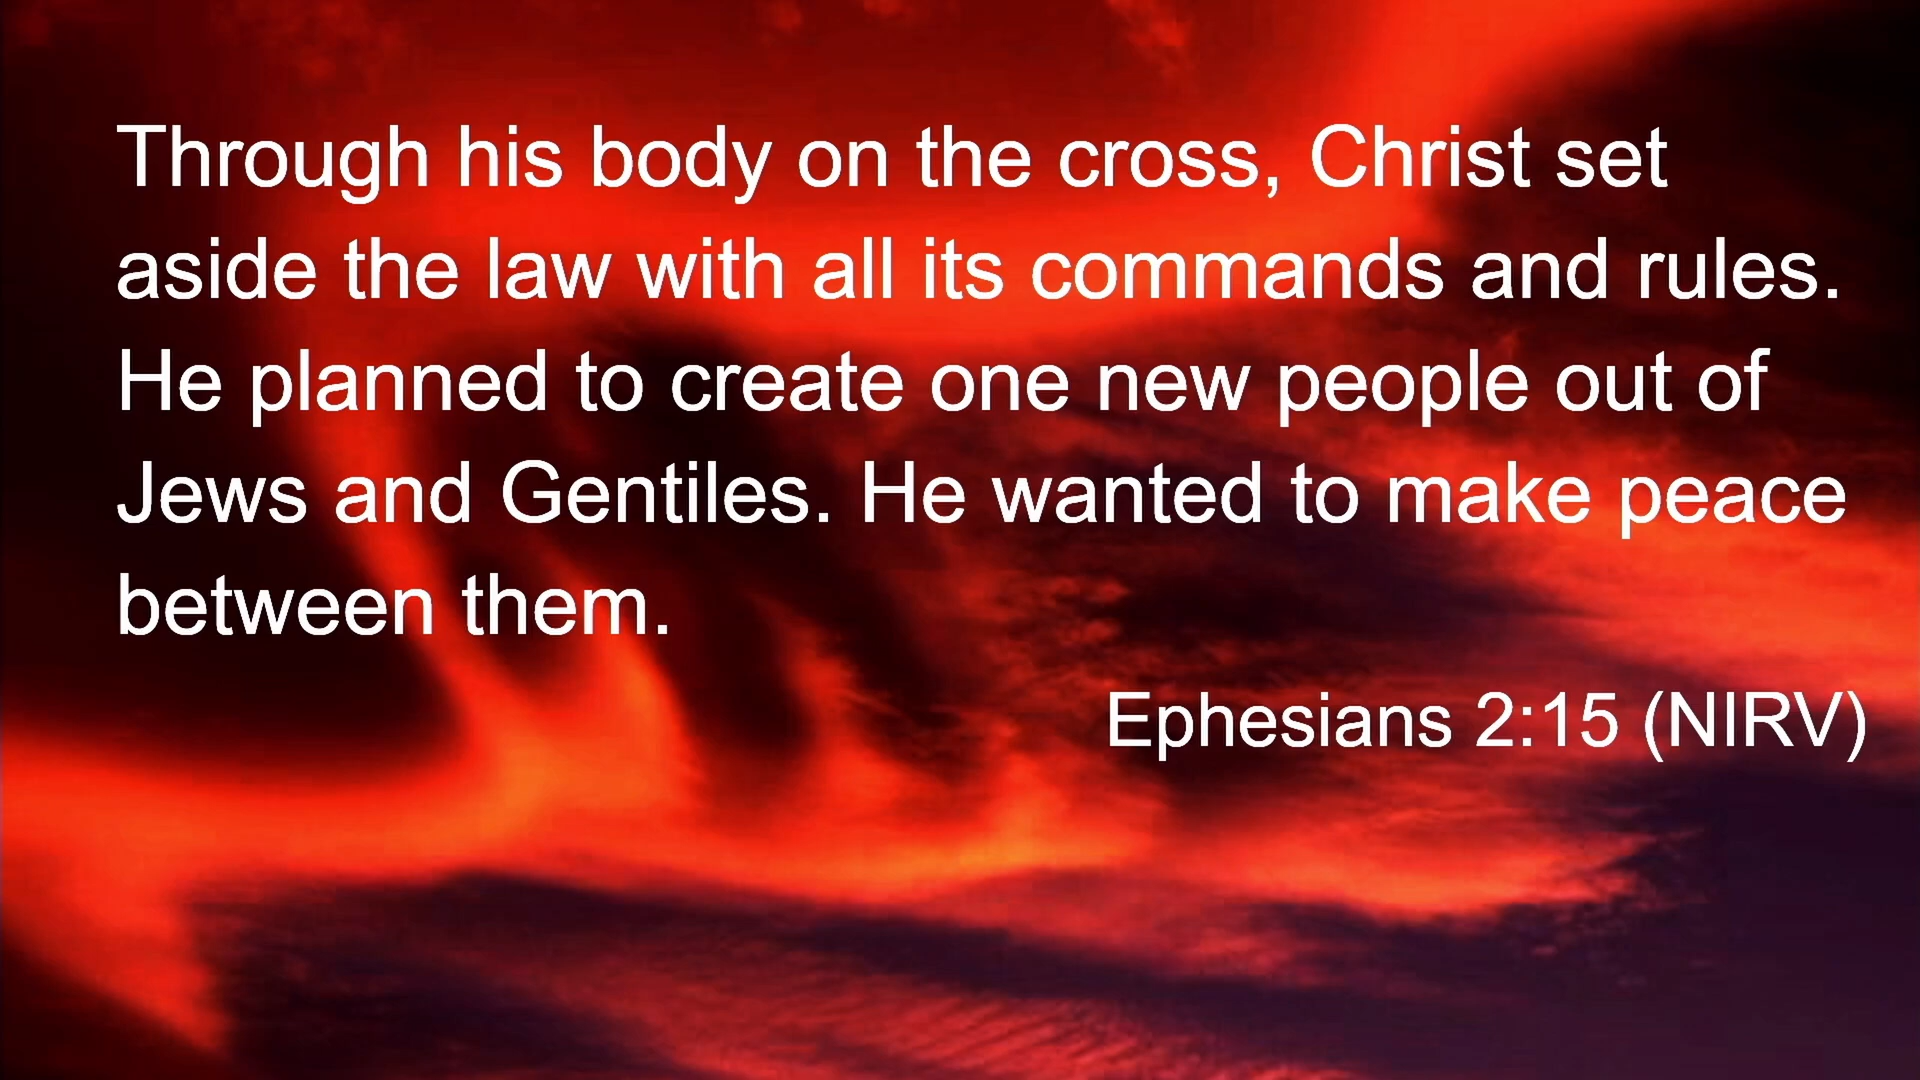 Through his body on the cross, Christ set
aside the law with all its commands and rules.
He planned to create one new people out of
Jews and Gentiles. He wanted to make peace
between them.
Ephesians 2:15 (NIRV)